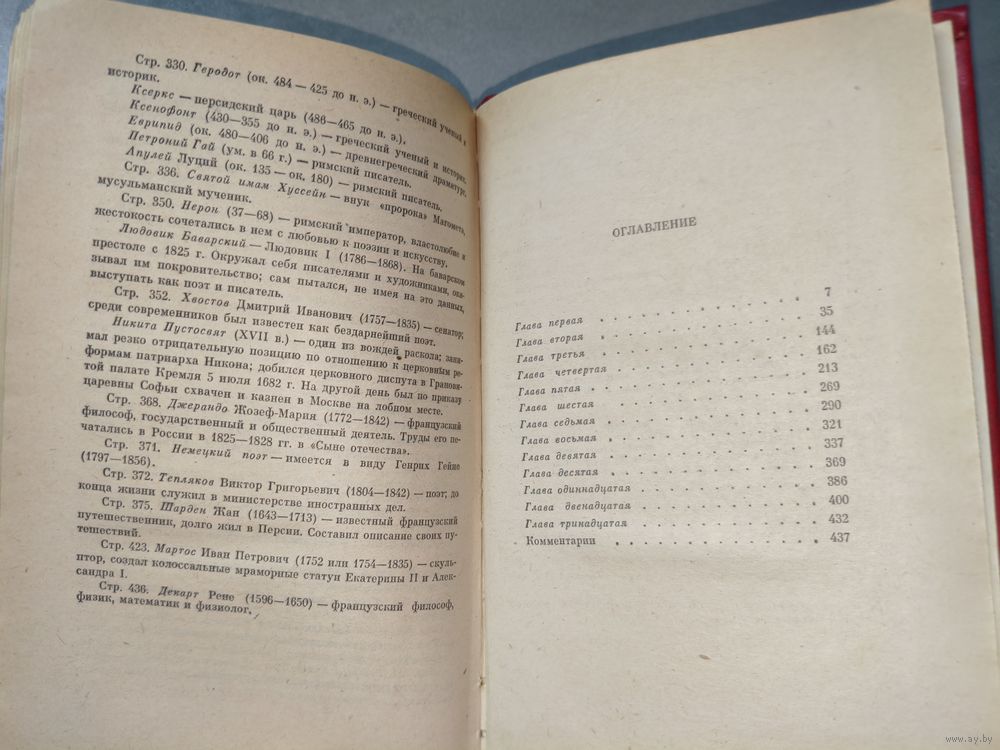 Стр. 330. Геродот (ок. 484 — 425 до н. э.) — греческий ученый и
историк.
Ксеркс — персидский царь (486—465 до н. э.).
Ксенофонт (430—355 до н. э.) — греческий ученый и историк.
Еврипид (ок. 480—406 до н. э.) — древнегреческий драматург.
Петроний Гай (ум. в 66 г.) — римский писатель.
Апулей Луций (ок. 135 — ок. 180) — римский писатель.
Стр. 336. Святой имам Хуссейн — внук «пророка» Магомета,
мусульманский мученик.
Стр. 350. Нерон (37—68) — римский император, властолюбие и
жестокость сочетались в нем с любовью к поэзии и искусству.
Людовик Баварский — Людовик I (1786—1868). На баварском
престоле с 1825 г. Окружал себя писателями и художниками, ока-
зывал им покровительство; сам пытался, не имея на это данных,
выступать как поэт и писатель.
Стр. 352. Хвостов Дмитрий Иванович (1757—1835) — сенатор;
среди современников был известен как бездарнейший поэт.
Никита Пустосвят (XVII в.) — один из вождей раскола; зани-
мал резко отрицательную позицию по отношению к церковным ре-
формам патриарха Никона; добился церковного диспута в Гранови-
той палате Кремля 5 июля 1682 г. На другой день был по приказу
царевны Софьи схвачен и казнен в Москве на лобном месте.
Стр. 368. Джерандо Жозеф-Мария (1772—1842) — французский
философ, государственный и общественный деятель. Труды его пе-
чатались в России в 1825—1828 гг. в «Сыне отечества».
Стр. 371. Немецкий поэт — имеется в виду Генрих Гейне
(1797—1856).
Стр. 372. Тепляков Виктор Григорьевич (1804—1842) — поэт; до
конца жизни служил в министерстве иностранных дел.
Стр. 375. Шарден Жан (1643—1713) — известный французский
путешественник, долго жил в Персии. Составил описание своих пу-
тешествий.
Стр. 423. Мартос Иван Петрович (1752 или 1754—1835) — скуль-
птор, создал колоссальные мраморные статуи Екатерины II и Алек-
сандра I.
Стр. 436. Декарт Рене (1596—1650) — французский философ,
физик, математик и физиолог.
ОГЛАВЛЕНИЕ
Глава первая . . . . . . . . . . 7
Глава вторая . . . . . . . . . . 35
Глава третья . . . . . . . . . . 144
Глава четвертая . . . . . . . . . . 162
Глава пятая . . . . . . . . . . 213
Глава шестая . . . . . . . . . . 269
Глава седьмая . . . . . . . . . . 290
Глава восьмая . . . . . . . . . . 321
Глава девятая . . . . . . . . . . 337
Глава десятая . . . . . . . . . . 369
Глава одиннадцатая . . . . . . . . . . 386
Глава двенадцатая . . . . . . . . . . 400
Глава тринадцатая . . . . . . . . . . 432
Комментарии . . . . . . . . . . 437
www.ay.by